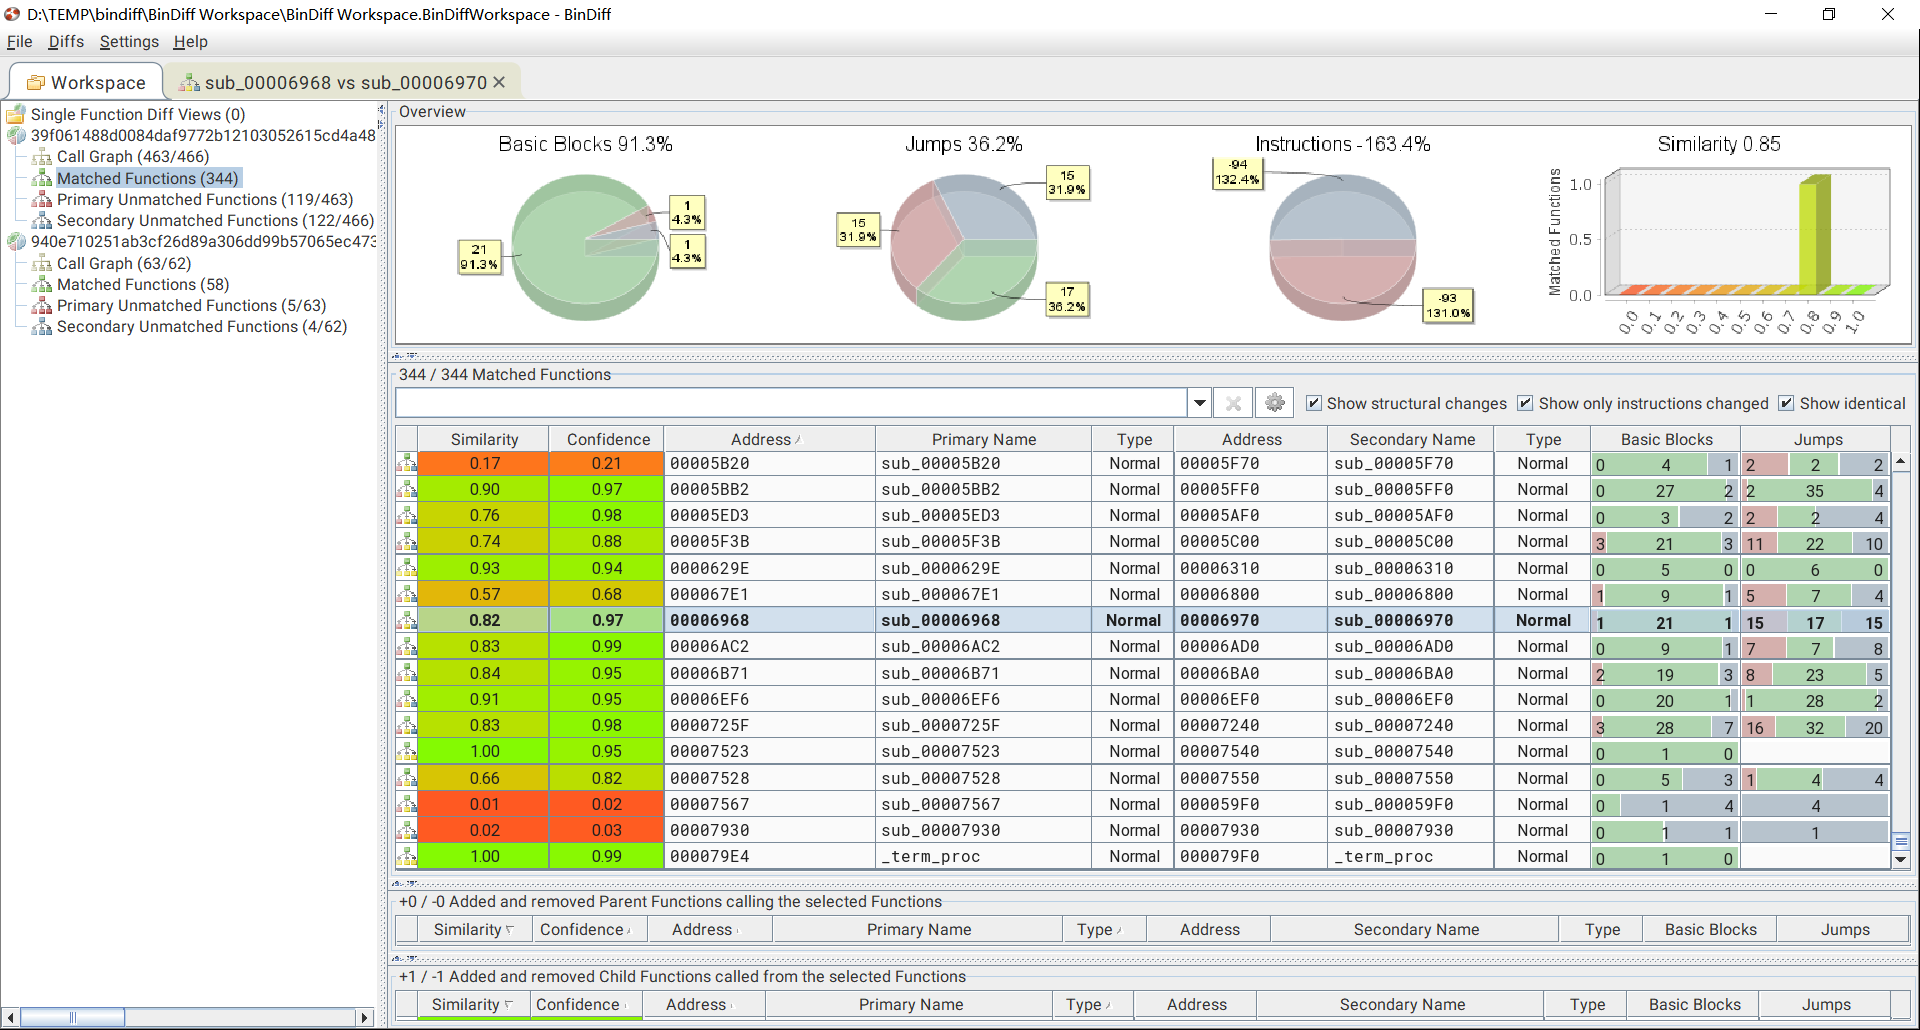 D:\TEMP\bindiff\BinDiff Workspace\BinDiff Workspace.BinDiffWorkspace - BinDiff
File Diffs Settings Help
Workspace
sub_00006968 vs sub_00006970
Single Function Diff Views (0)
39f061488d0084daf9772b12103052615cd4a48
Call Graph (463/466)
Matched Functions (344)
Primary Unmatched Functions (119/463)
Secondary Unmatched Functions (122/466)
940e710251ab3cf26d89a306dd99b57065ec473
Call Graph (63/62)
Matched Functions (58)
Primary Unmatched Functions (5/63)
Secondary Unmatched Functions (4/62)
Overview
Basic Blocks 91.3%
21
91.3%
1
4.3%
1
4.3%
Jumps 36.2%
15
31.9%
15
31.9%
17
36.2%
Instructions -163.4%
-94
132.4%
-93
131.0%
Similarity 0.85
Matched Functions
1.0
0.5
0.0
0.0 0.1 0.2 0.3 0.4 0.5 0.6 0.7 0.8 0.9 1.0
344 / 344 Matched Functions
Show structural changes Show only instructions changed Show identical
Similarity Confidence Address Primary Name Type Address Secondary Name Type Basic Blocks Jumps
0.17 0.21 00005B20 sub_00005B20 Normal 00005F70 sub_00005F70 Normal 0 4 1 2 2 2
0.90 0.97 00005BB2 sub_00005BB2 Normal 00005FF0 sub_00005FF0 Normal 0 27 2 2 35 4
0.76 0.98 00005ED3 sub_00005ED3 Normal 00005AF0 sub_00005AF0 Normal 0 3 2 2 2 4
0.74 0.88 00005F3B sub_00005F3B Normal 00005C00 sub_00005C00 Normal 3 21 3 11 22 10
0.93 0.94 0000629E sub_0000629E Normal 00006310 sub_00006310 Normal 0 5 0 0 6 0
0.57 0.68 000067E1 sub_000067E1 Normal 00006800 sub_00006800 Normal 1 9 1 5 7 4
0.82 0.97 00006968 sub_00006968 Normal 00006970 sub_00006970 Normal 1 21 1 15 17 15
0.83 0.99 00006AC2 sub_00006AC2 Normal 00006AD0 sub_00006AD0 Normal 0 9 1 7 7 8
0.84 0.95 00006B71 sub_00006B71 Normal 00006BA0 sub_00006BA0 Normal 2 19 3 8 23 5
0.91 0.95 00006EF6 sub_00006EF6 Normal 00006EF0 sub_00006EF0 Normal 0 20 1 1 28 2
0.83 0.98 0000725F sub_0000725F Normal 00007240 sub_00007240 Normal 3 28 7 16 32 20
1.00 0.95 00007523 sub_00007523 Normal 00007540 sub_00007540 Normal 0 1 0
0.66 0.82 00007528 sub_00007528 Normal 00007550 sub_00007550 Normal 0 5 3 1 4 4
0.01 0.02 00007567 sub_00007567 Normal 000059F0 sub_000059F0 Normal 0 1 4 4
0.02 0.03 00007930 sub_00007930 Normal 00007930 sub_00007930 Normal 0 1 1 1
1.00 0.99 000079E4 _term_proc Normal 000079F0 _term_proc Normal 0 1 0
+0 / -0 Added and removed Parent Functions calling the selected Functions
Similarity Confidence Address Primary Name Type Address Secondary Name Type Basic Blocks Jumps
+1 / -1 Added and removed Child Functions called from the selected Functions
Similarity Confidence Address Primary Name Type Address Secondary Name Type Basic Blocks Jumps